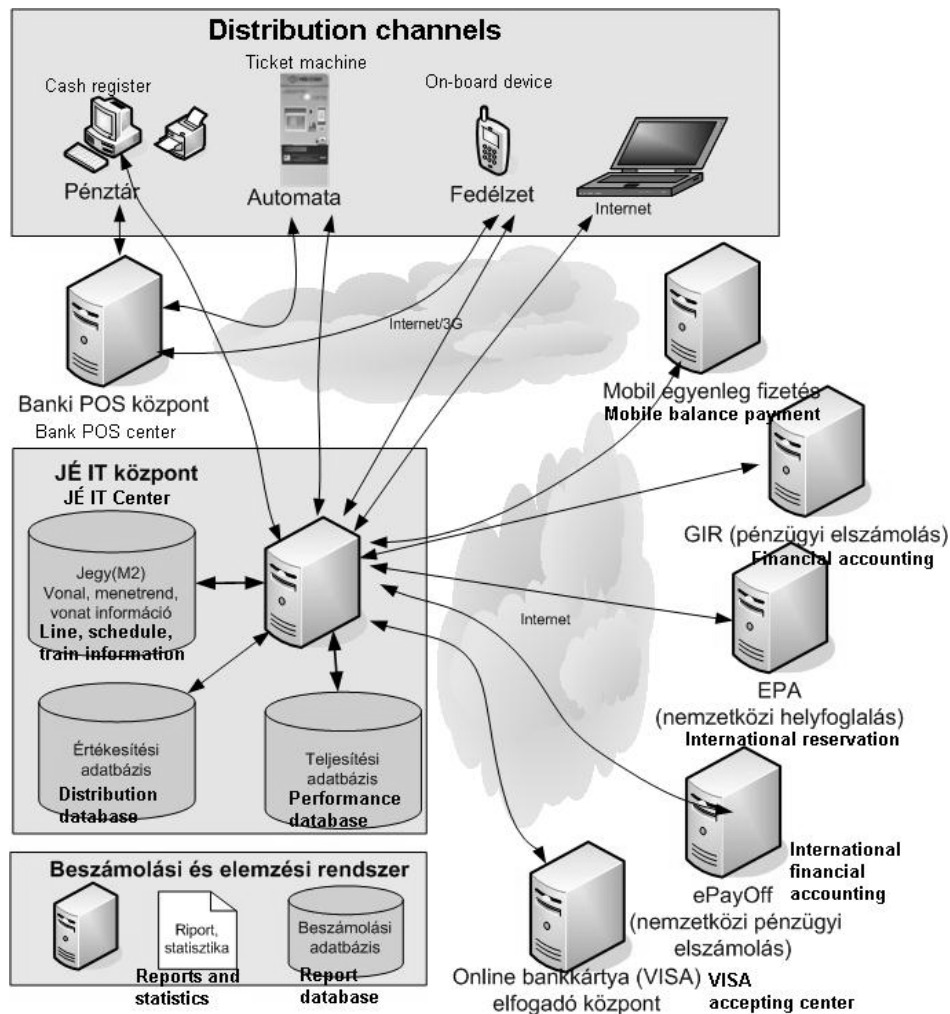 Distribution channels
Ticket machine
Cash register
On-board device
Pénztár
Automata
Fedélzet
Internet
Internet/3G
Banki POS központ
Bank POS center
Mobil egyenleg fizetés
Mobile balance payment
JÉ IT központ
JÉ IT Center
GIR (pénzügyi elszámolás)
Financial accounting
Jegy(M2)
Vonal, menetrend,
vonat információ
Line, schedule,
train information
Internet
EPA
(nemzetközi helyfoglalás)
International reservation
Értékesítési
adatbázis
Distribution
database
Teljesítési
adatbázis
Performance
database
International
financial
accounting
ePayOff
(nemzetközi pénzügyi
elszámolás)
Beszámolási és elemzési rendszer
Riport,
statisztika
Reports and
statistics
Beszámolási
adatbázis
Report
database
Online bankkártya (VISA)
elfogadó központ
VISA
accepting center